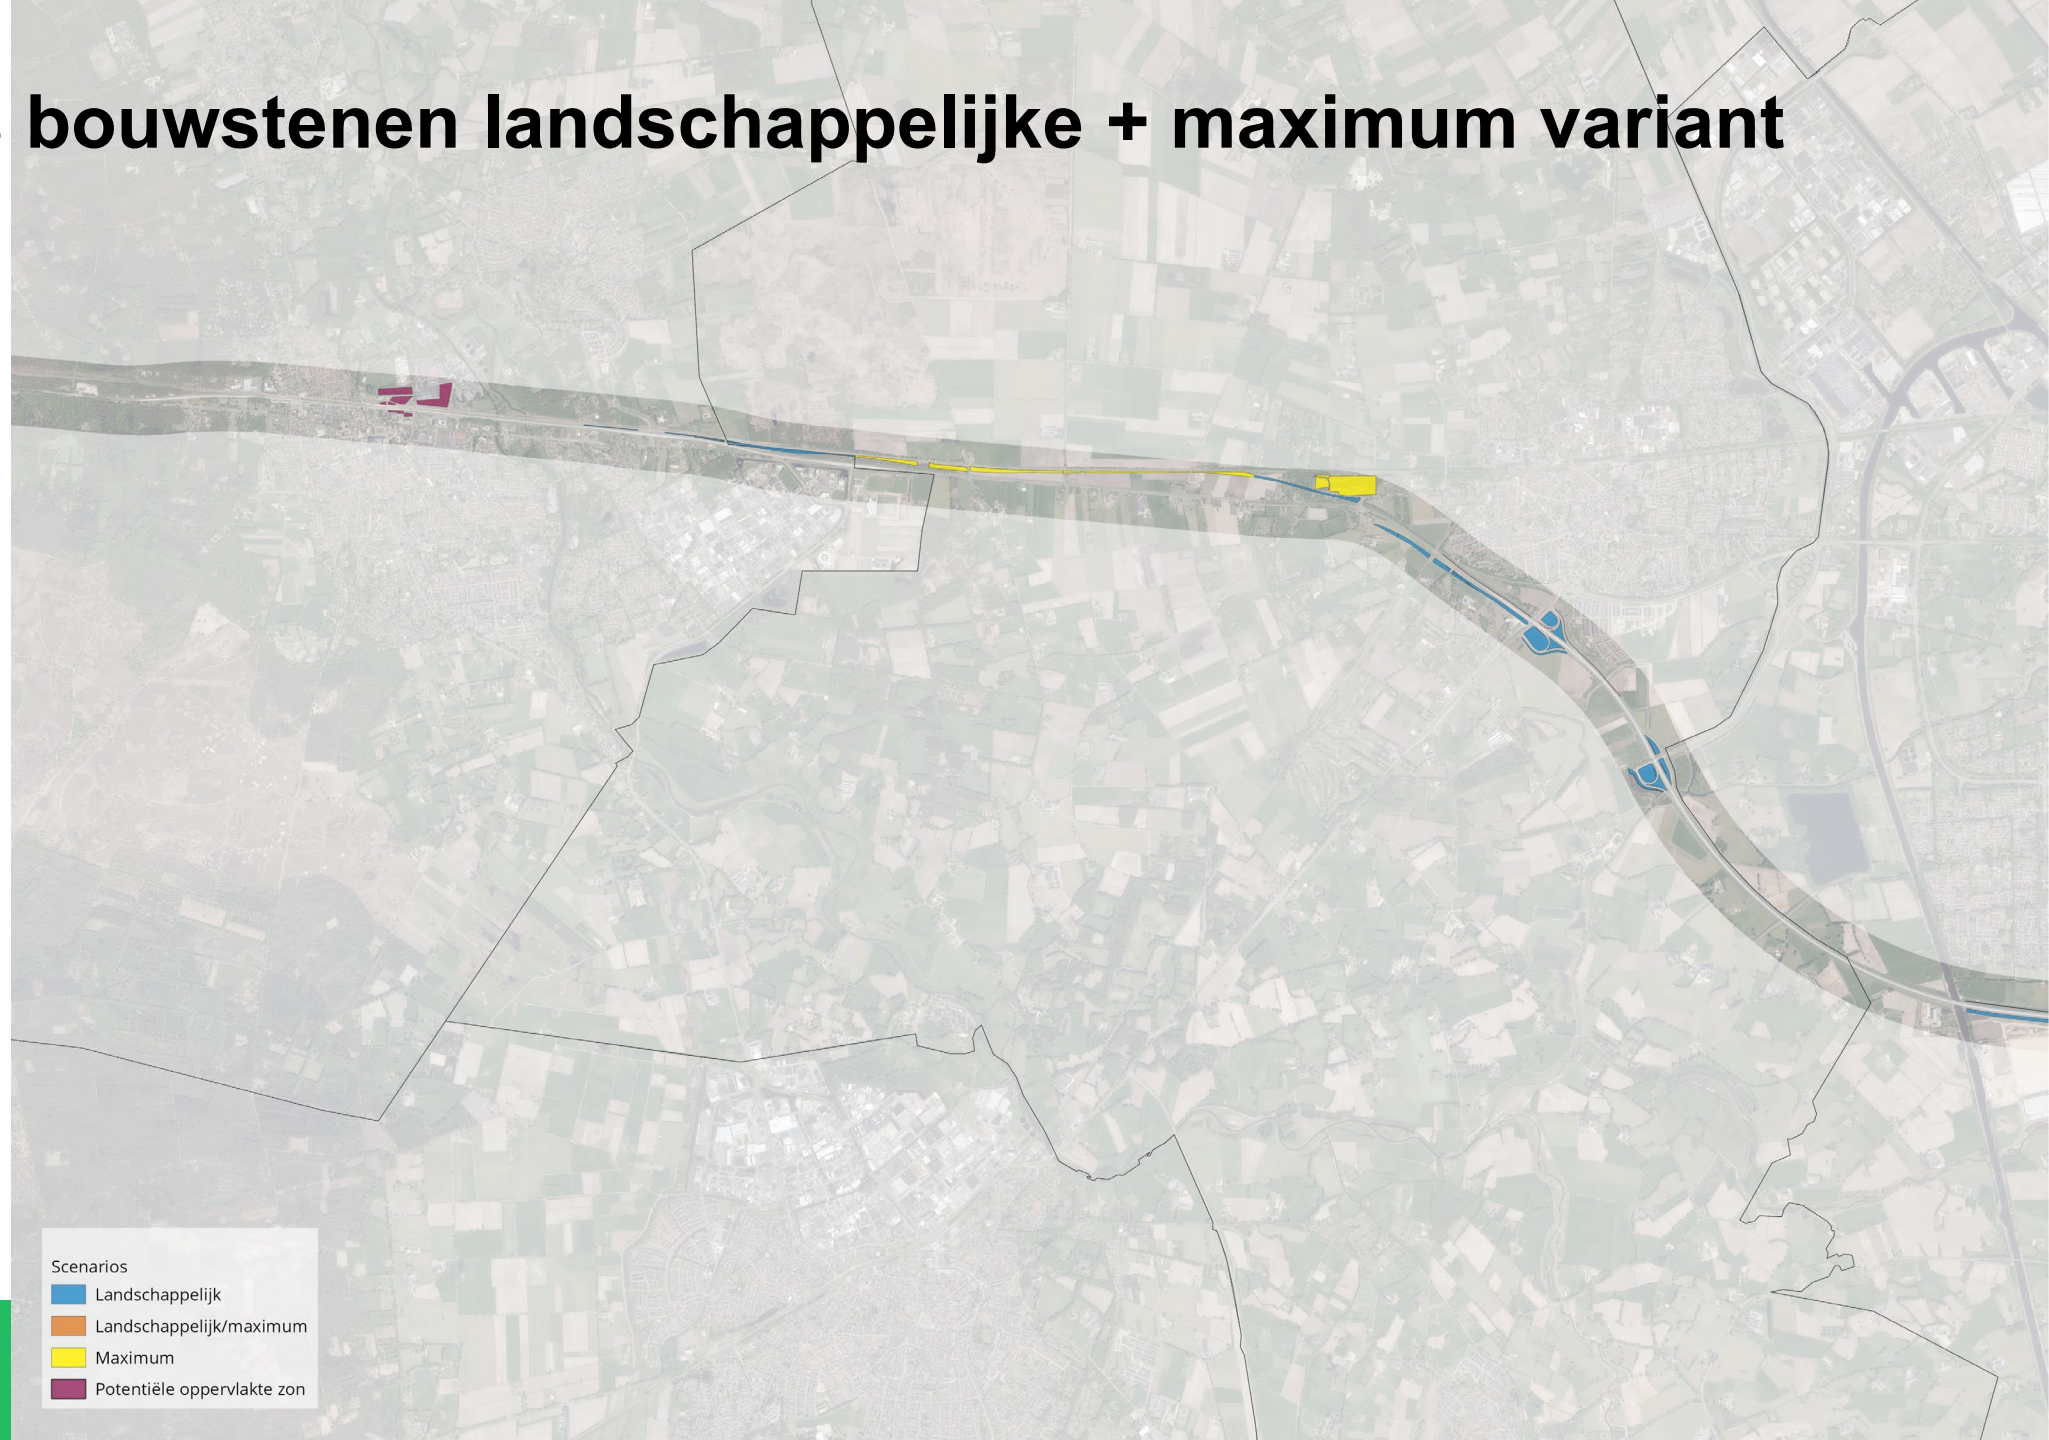 bouwstenen landschappelijke + maximum variant
Scenarios
Landschappelijk
Landschappelijk/maximum
Maximum
Potentiële oppervlakte zon